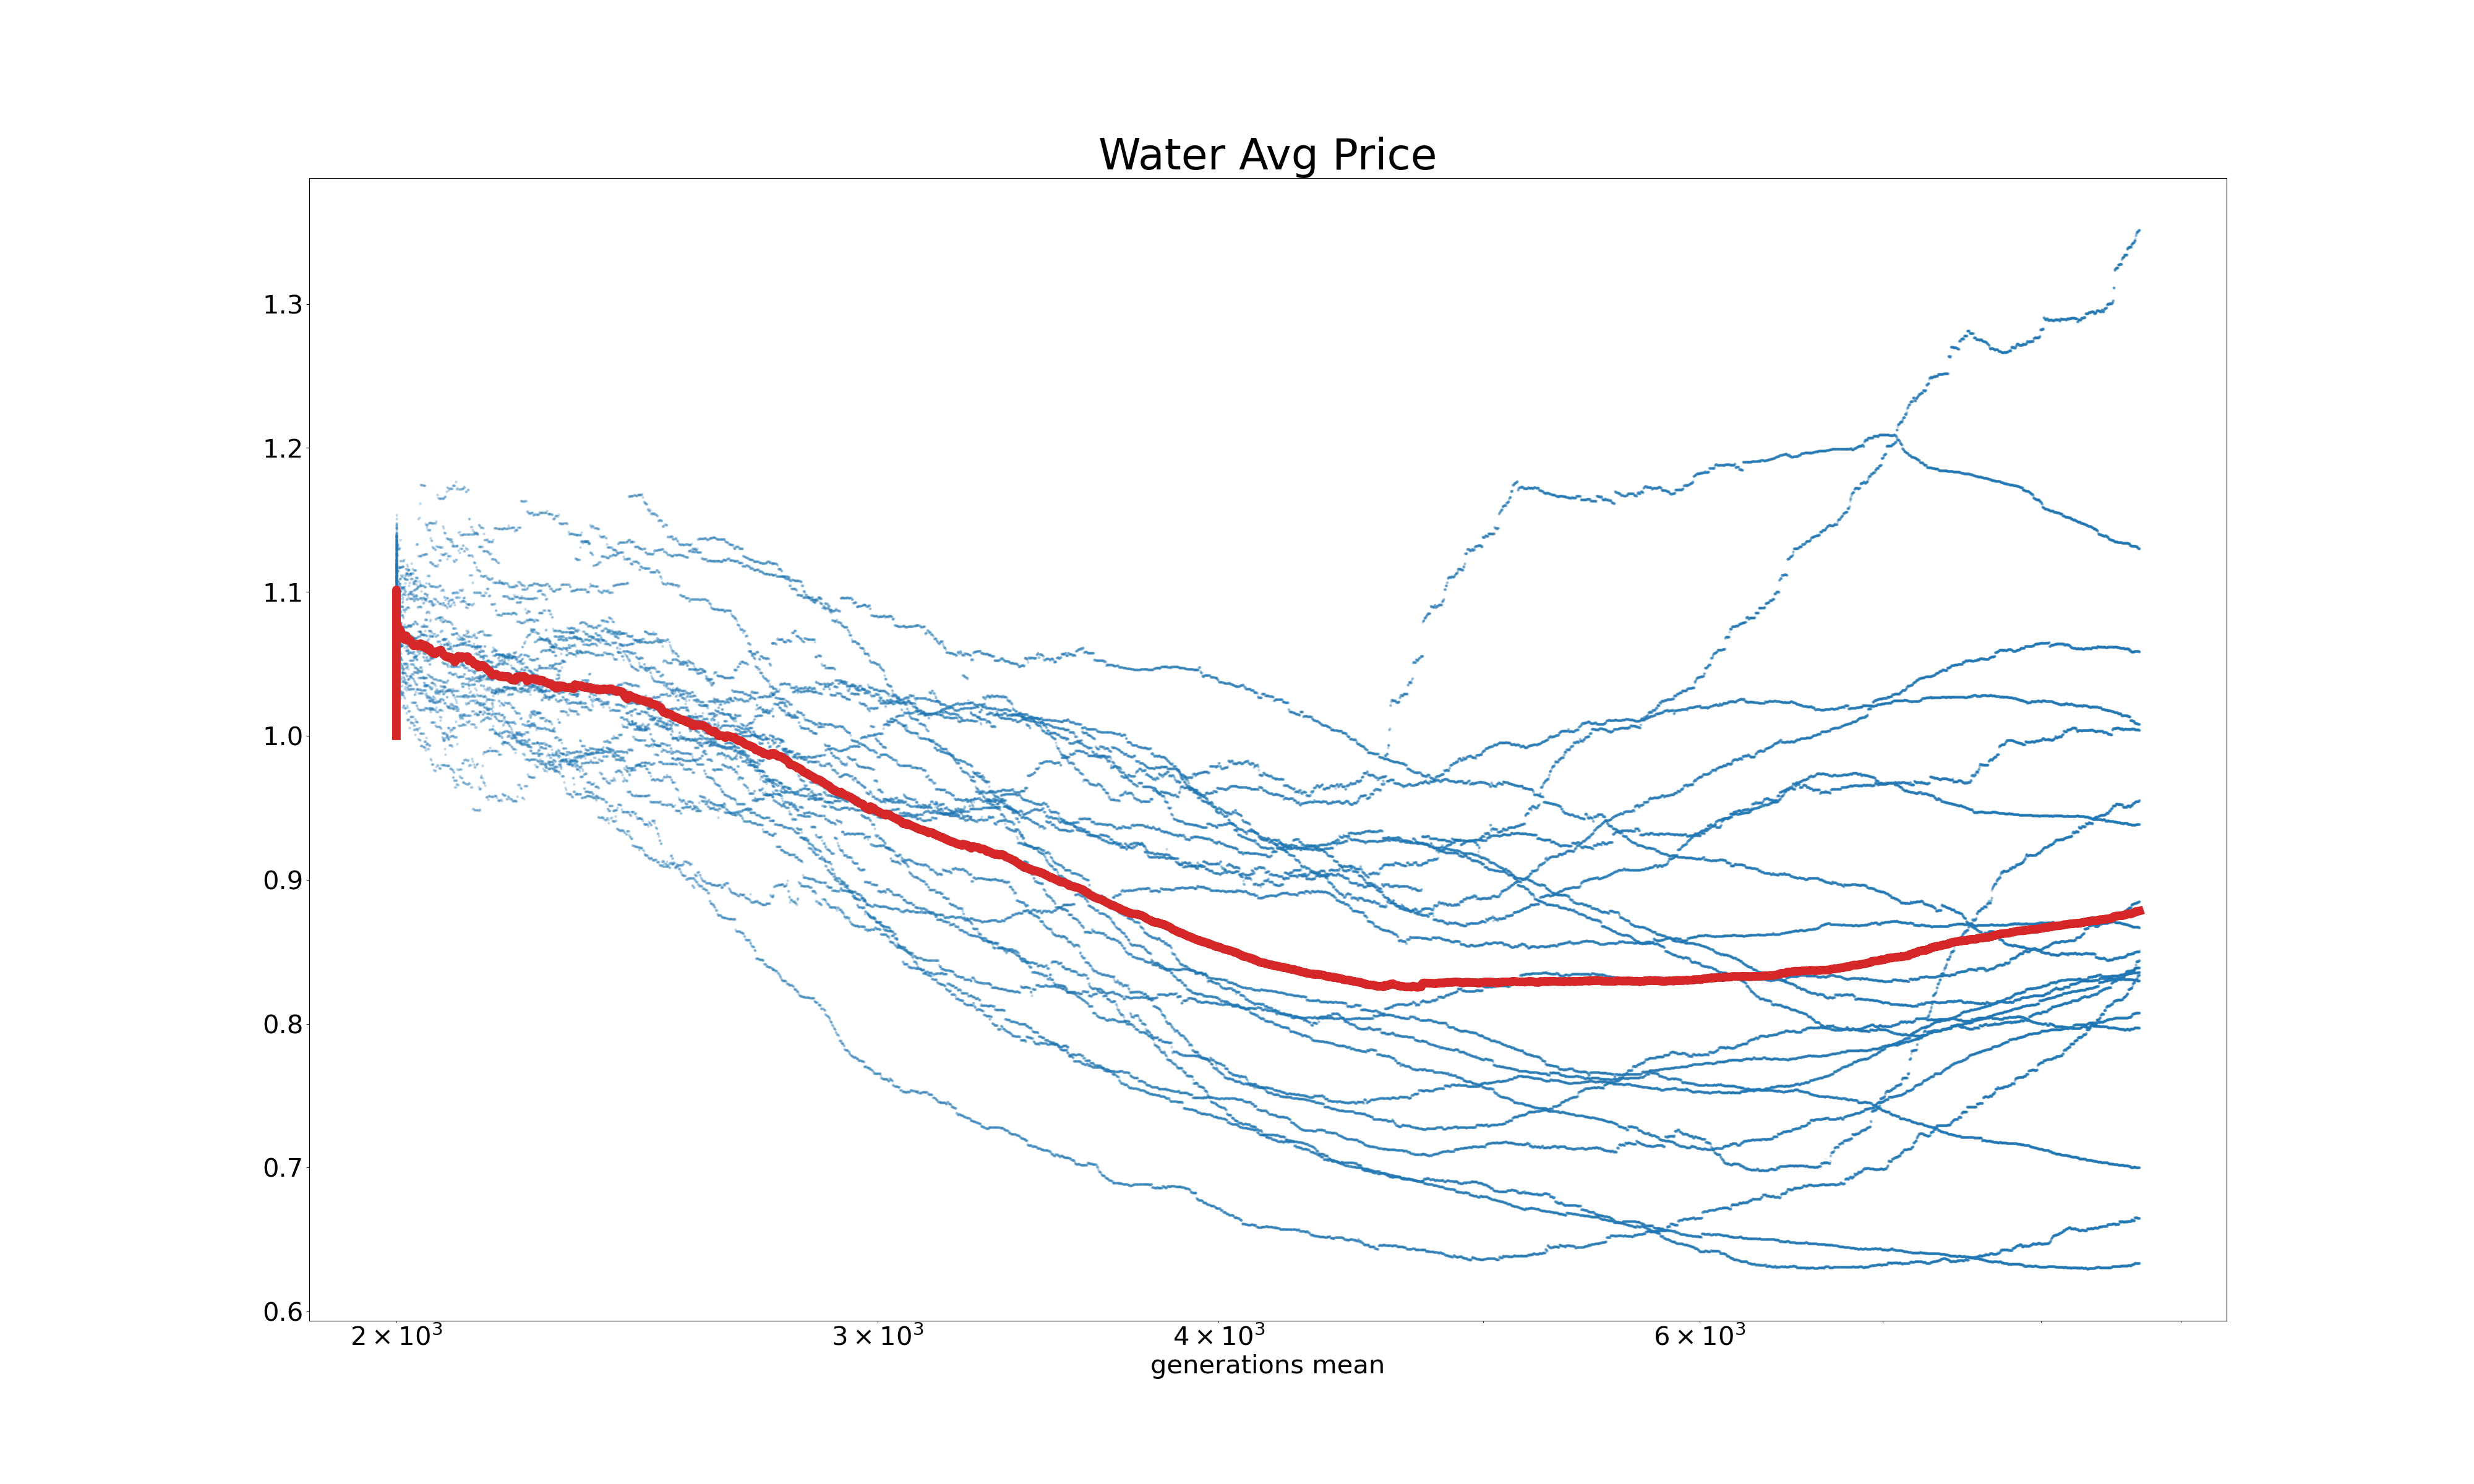 Water Avg Price
1.3
1.2
1.1
1.0
0.9
0.8
0.7
0.6
2 × 10³ 3 × 10³ 4 × 10³ 6 × 10³
generations mean